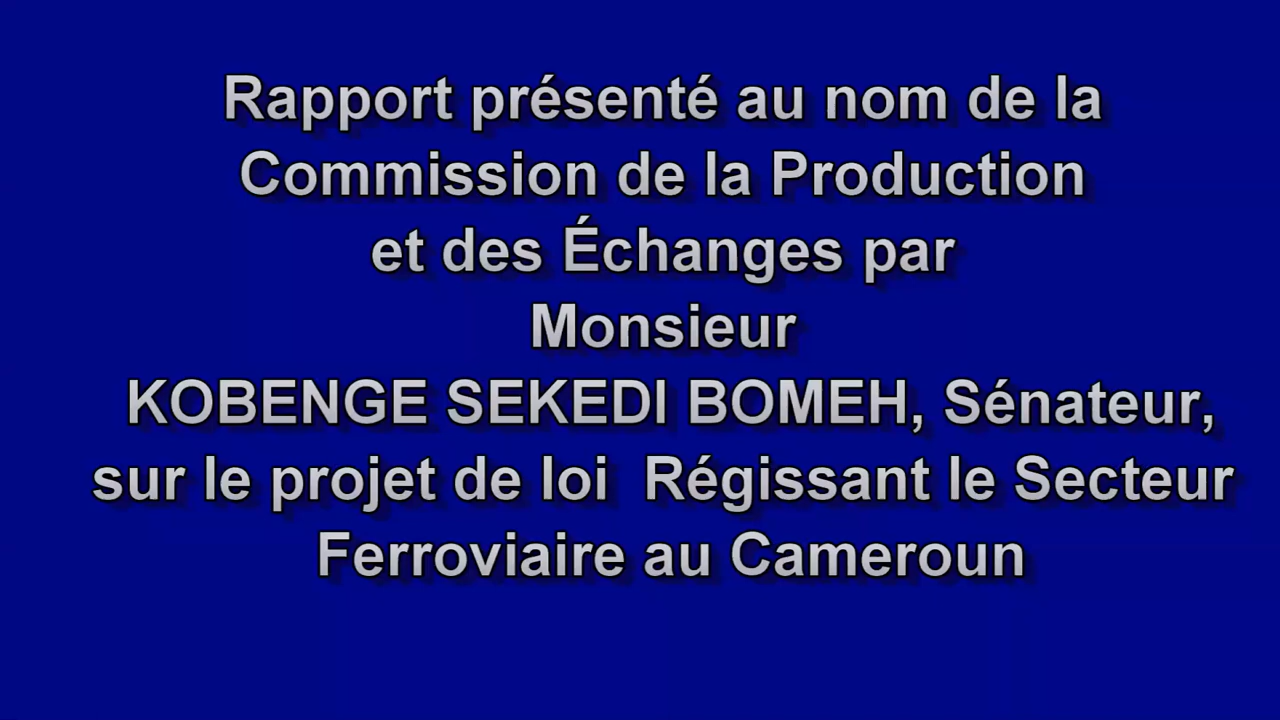 Rapport présenté au nom de la
Commission de la Production
et des Échanges par
Monsieur
KOBENGE SEKEDI BOMEH, Sénateur,
sur le projet de loi  Régissant le Secteur
Ferroviaire au Cameroun